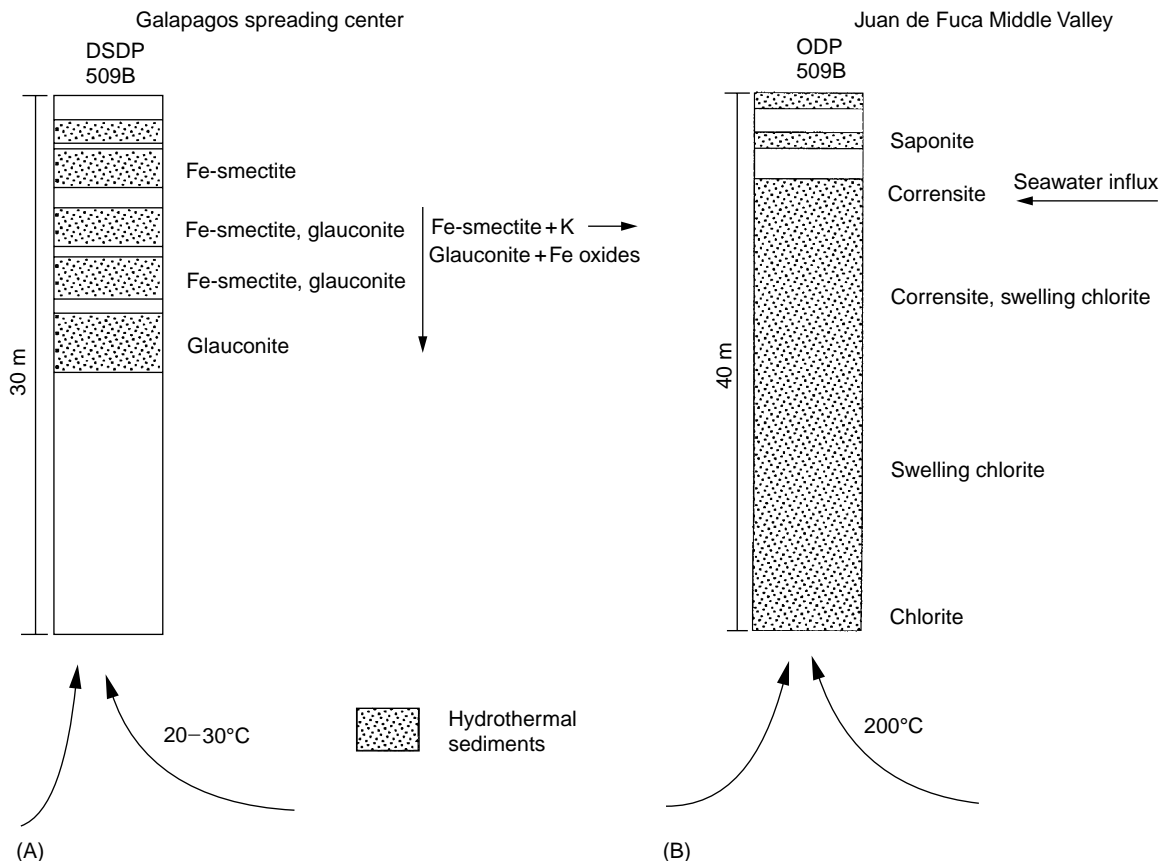 Galapagos spreading center
DSDP
509B
30 m
Fe-smectite
Fe-smectite, glauconite
Fe-smectite, glauconite
Glauconite
Fe-smectite + K
Glauconite + Fe oxides
20–30°C
Hydrothermal
sediments
(A)
Juan de Fuca Middle Valley
ODP
509B
40 m
Saponite
Corrensite
Seawater influx
Corrensite, swelling chlorite
Swelling chlorite
Chlorite
200°C
(B)